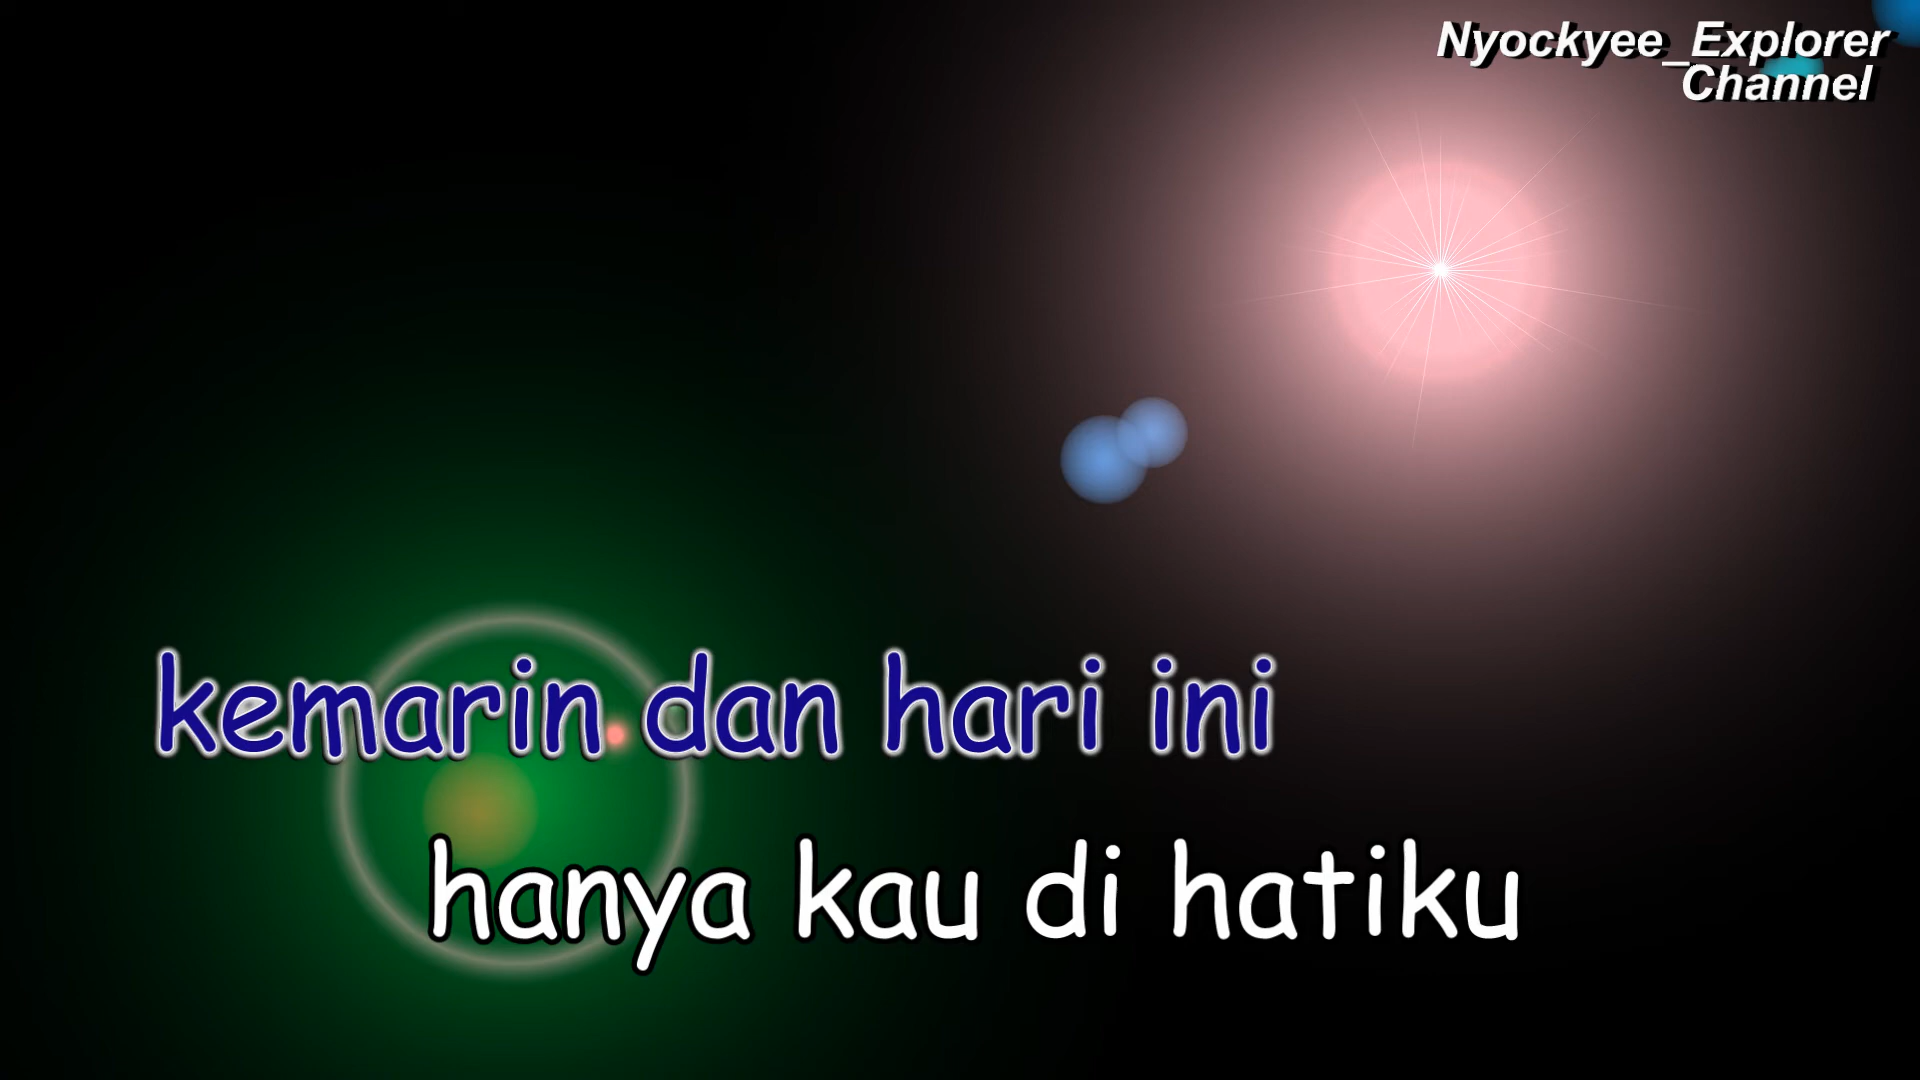 Nyockyee_Explorer
Channel
kemarin dan hari ini
hanya kau di hatiku